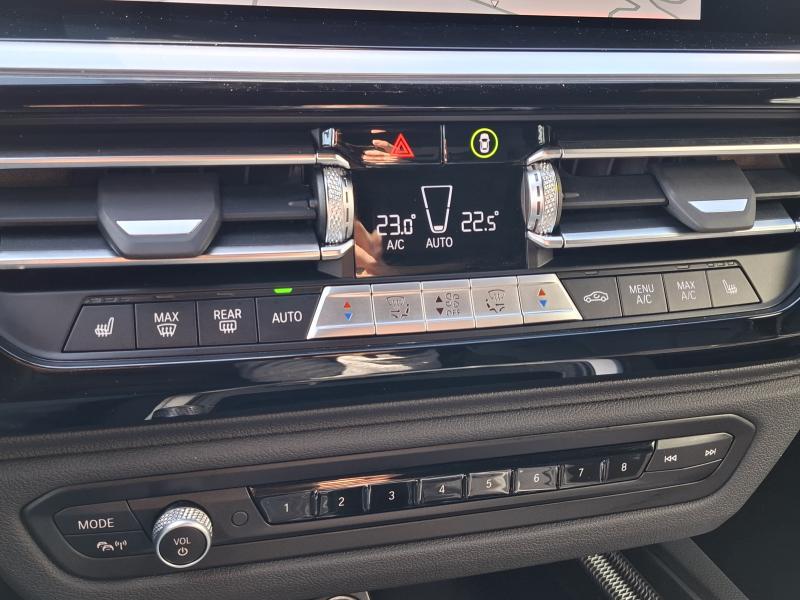 23.0° 22.5°
A/C AUTO
MAX REAR AUTO OFF MENU A/C MAX A/C
1 2 3 4 5 6 7 8
MODE
VOL